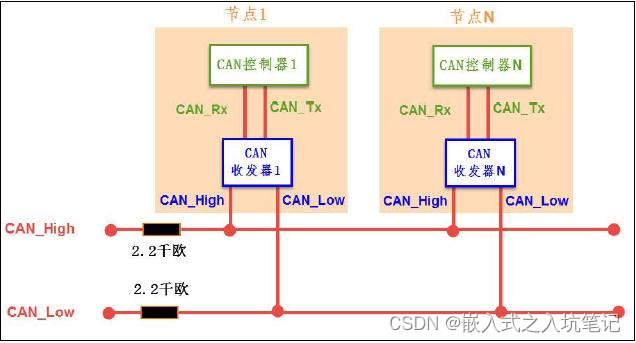 节点1
节点N
CAN控制器1
CAN控制器N
CAN_Rx
CAN_Tx
CAN_Rx
CAN_Tx
CAN
收发器1
CAN
收发器N
CAN_High
CAN_Low
CAN_High
CAN_Low
CAN_High
2.2千欧
2.2千欧
CAN_Low
CSDN @嵌入式之入坑笔记